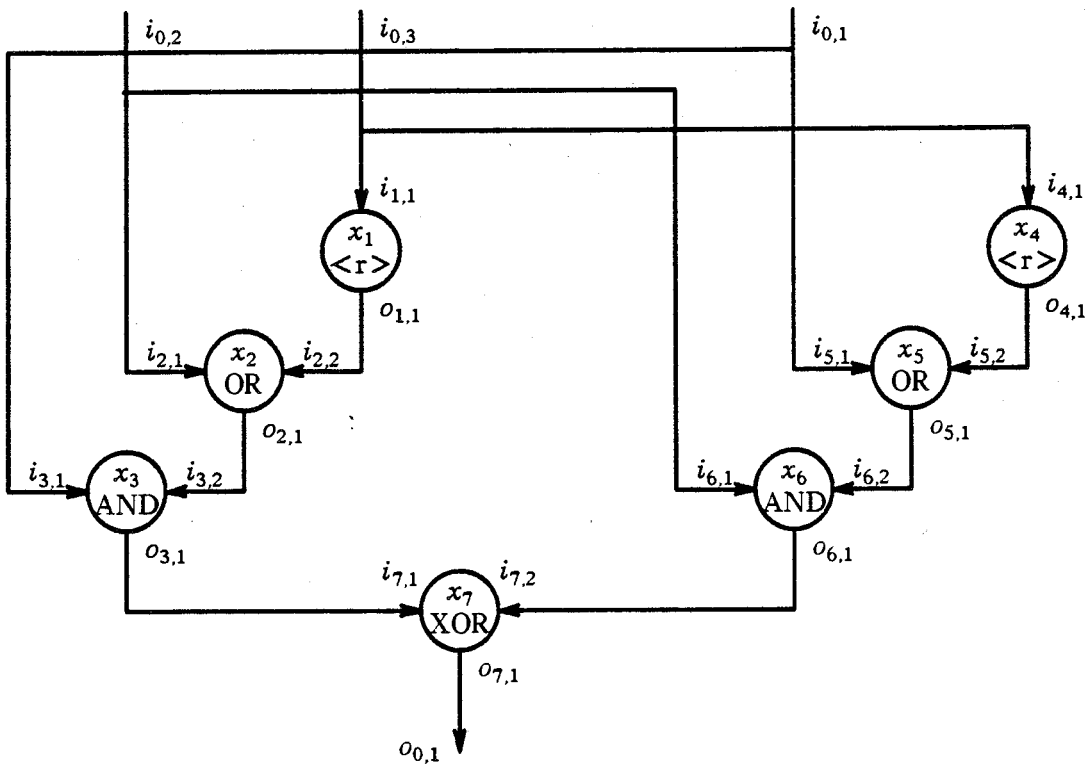 i0,2
i0,3
i0,1
i1,1
i4,1
x1
<r>
x4
<r>
o1,1
o4,1
i2,1
x2
OR
i2,2
i5,1
x5
OR
i5,2
o2,1
o5,1
i3,1
x3
AND
i3,2
i6,1
x6
AND
i6,2
o3,1
o6,1
i7,1
x7
XOR
i7,2
o7,1
o0,1